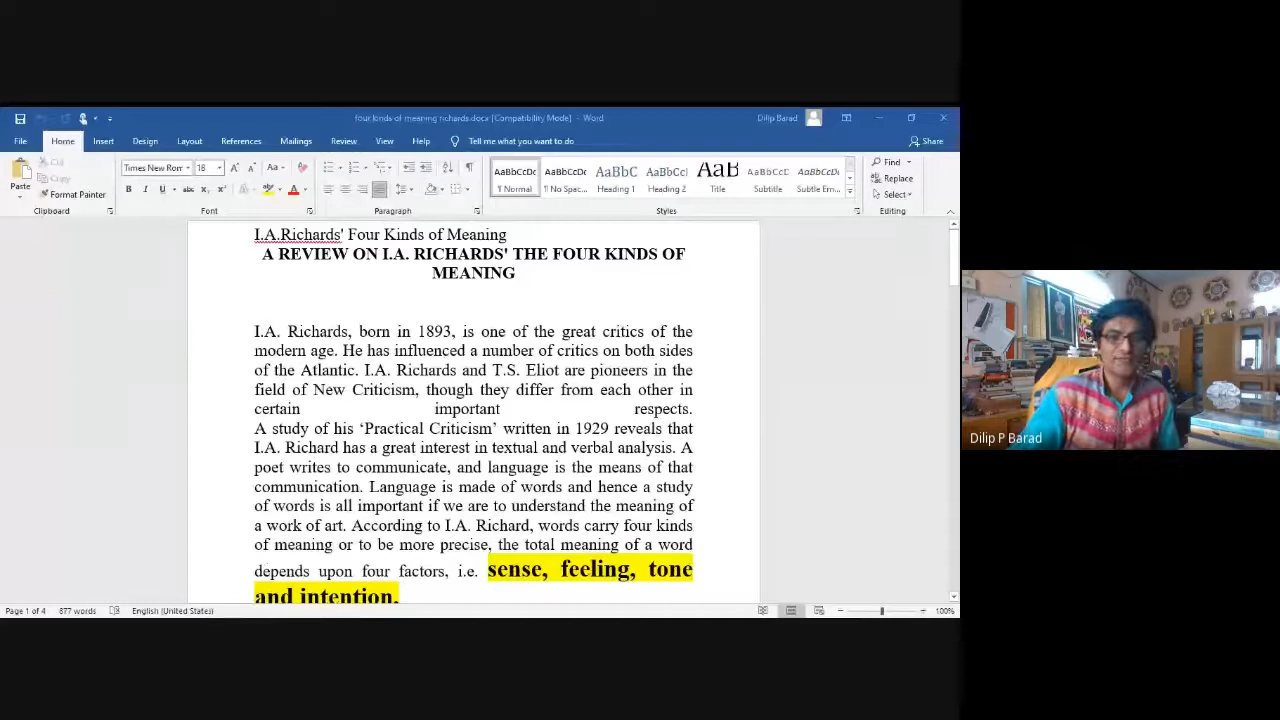 four kinds of meaning richards.docx [Compatibility Mode] - Word
Dilip Barad
File Home Insert Design Layout References Mailings Review View Help Tell me what you want to do Share
Paste
Cut
Copy
Format Painter
Clipboard
Times New Ror 18
Font
Paragraph
AaBbCcDc AaBbCcDc AaBbC AaBbCcI AaB AaBbCcD AaBbCcDc
¶ Normal ¶ No Spac... Heading 1 Heading 2 Title Subtitle Subtle Em...
Styles
Find
Replace
Select
Editing
I.A.Richards' Four Kinds of Meaning
A REVIEW ON I.A. RICHARDS' THE FOUR KINDS OF
MEANING
I.A. Richards, born in 1893, is one of the great critics of the
modern age. He has influenced a number of critics on both sides
of the Atlantic. I.A. Richards and T.S. Eliot are pioneers in the
field of New Criticism, though they differ from each other in
certain important respects.
A study of his ‘Practical Criticism’ written in 1929 reveals that
I.A. Richard has a great interest in textual and verbal analysis. A
poet writes to communicate, and language is the means of that
communication. Language is made of words and hence a study
of words is all important if we are to understand the meaning of
a work of art. According to I.A. Richard, words carry four kinds
of meaning or to be more precise, the total meaning of a word
depends upon four factors, i.e. sense, feeling, tone
and intention.
Page 1 of 4 877 words English (United States) 100%
Dilip P Barad